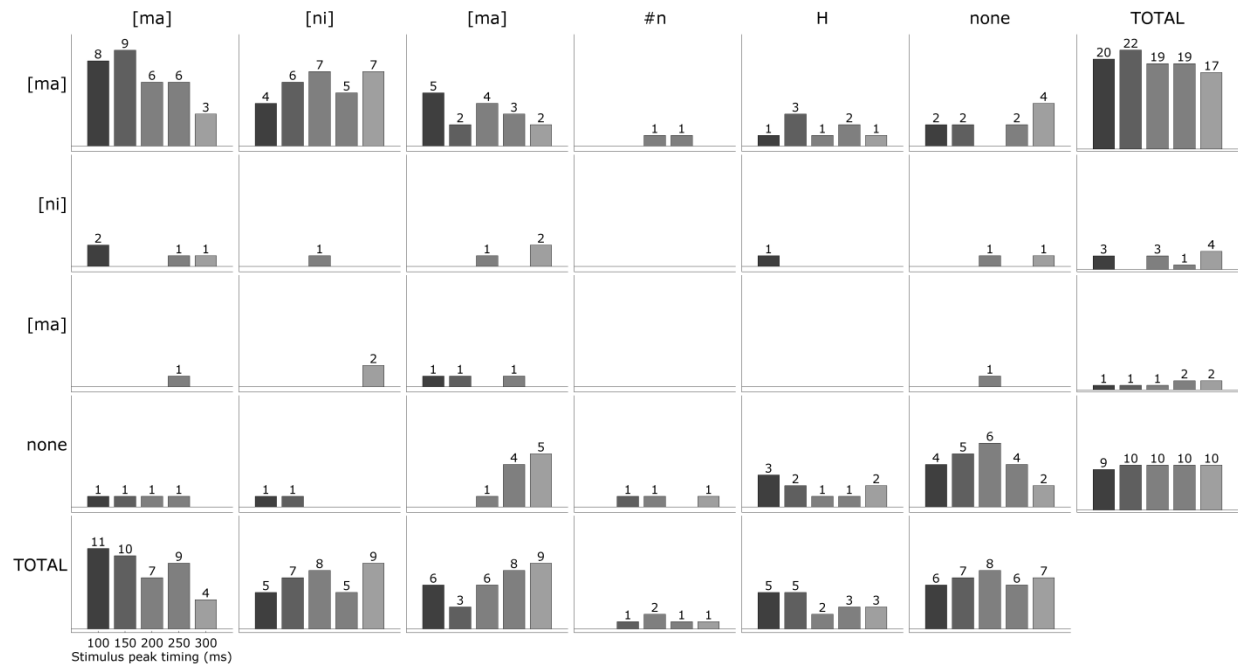 [ma] [ni] [ma] #n H none TOTAL
[ma]
8 9 6 6 3
4 6 7 5 7
5 2 4 3 2
1 1
1 3 1 2 1
2 2 2 4
20 22 19 19 17
[ni]
2 1 1
1
1 2
1
1 1
3 3 1 4
[ma]
1
2
1 1 1
1
1 1 1 2 2
none
1 1 1 1
1 1
1 4 5
1 1 1
3 2 1 1 2
4 5 6 4 2
9 10 10 10 10
TOTAL
11 10 7 9 4
5 7 8 5 9
6 3 6 8 9
1 2 1 1
5 5 2 3 3
6 7 8 6 7
100 150 200 250 300
Stimulus peak timing (ms)